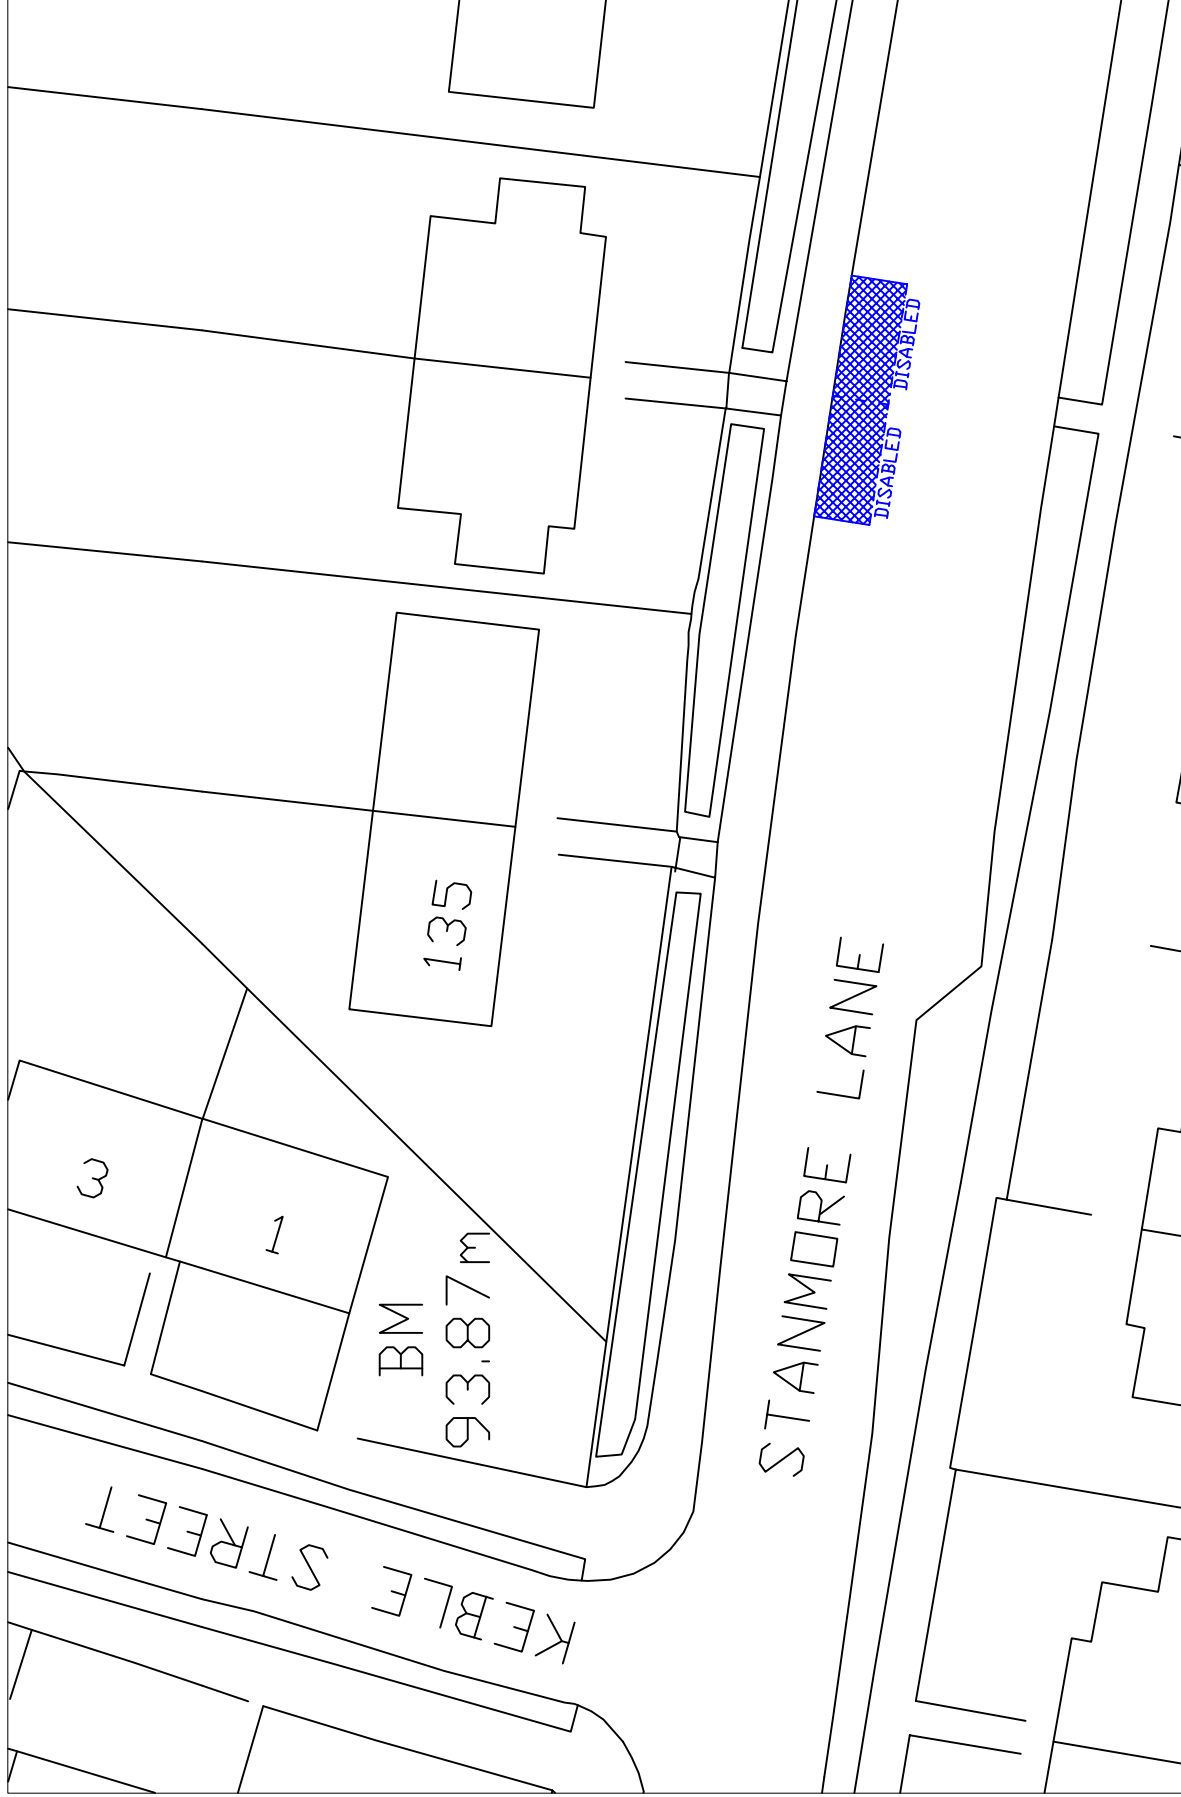 DISABLED
DISABLED
135
3
1
BM
93.87m
STANMORE LANE
KEBLE STREET